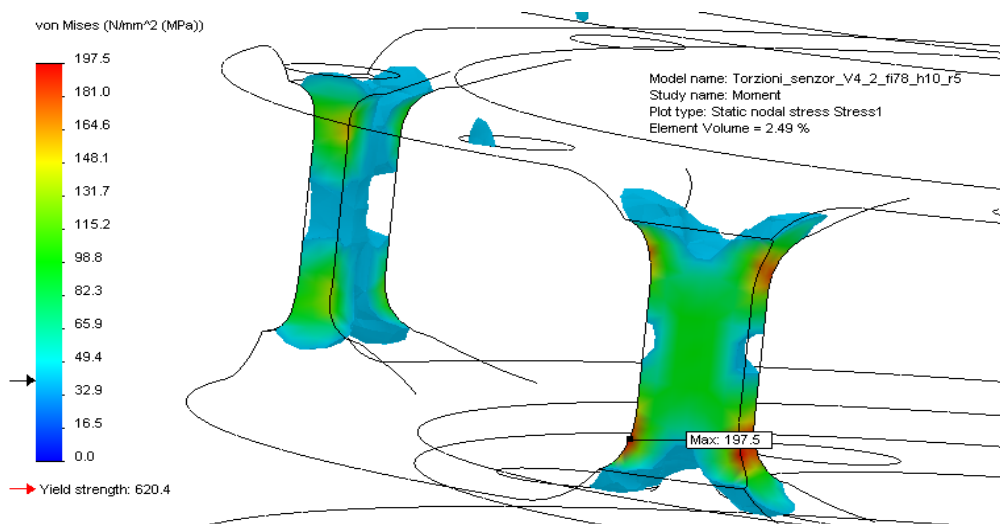 von Mises (N/mm^2 (MPa))
197.5
181.0
164.6
148.1
131.7
115.2
98.8
82.3
65.9
49.4
32.9
16.5
0.0
Yield strength: 620.4
Model name: Torzioni_senzor_V4_2_fi78_h10_r5
Study name: Moment
Plot type: Static nodal stress Stress1
Element Volume = 2.49 %
Max: 197.5